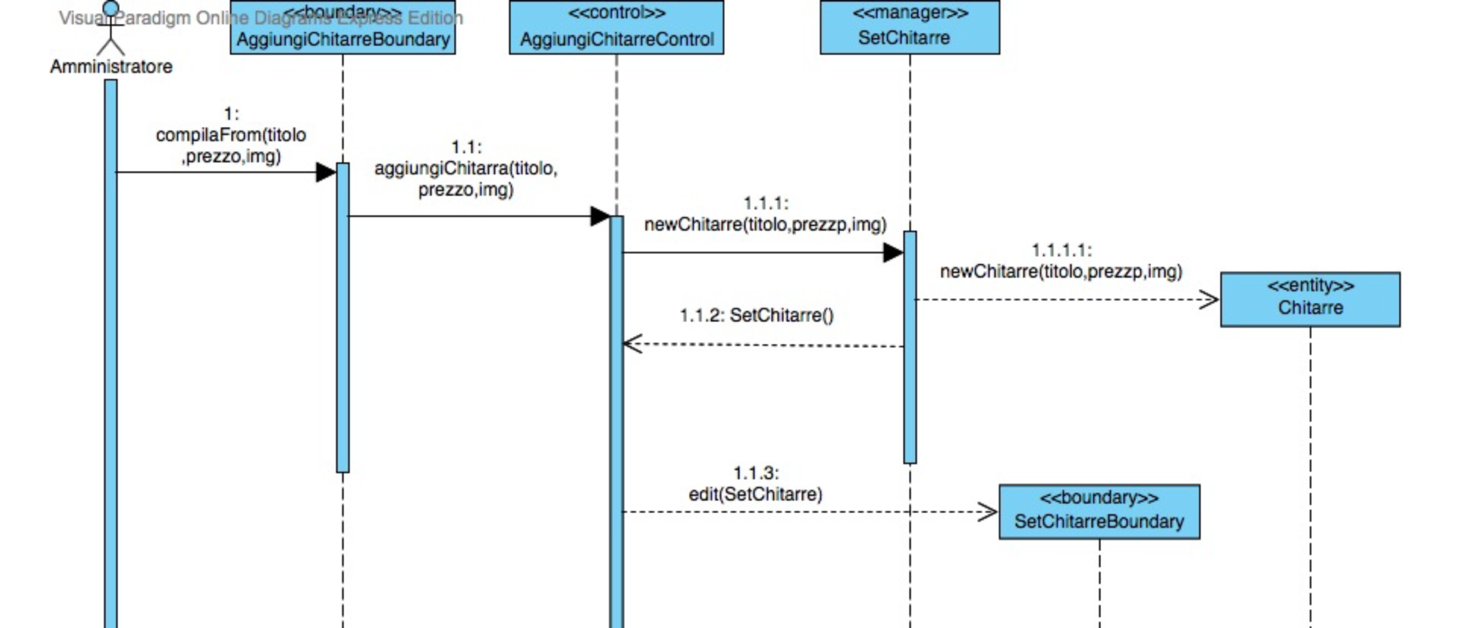 Visual Paradigm Online Diagrams Express Edition
<<boundary>>
AggiungiChitarreBoundary
<<control>>
AggiungiChitarreControl
<<manager>>
SetChitarre
Amministratore
1:
compilaFrom(titolo
,prezzo,img)
1.1:
aggiungiChitarra(titolo,
prezzo,img)
1.1.1:
newChitarre(titolo,prezzp,img)
1.1.1.1:
newChitarre(titolo,prezzp,img)
<<entity>>
Chitarre
1.1.2: SetChitarre()
1.1.3:
edit(SetChitarre)
<<boundary>>
SetChitarreBoundary